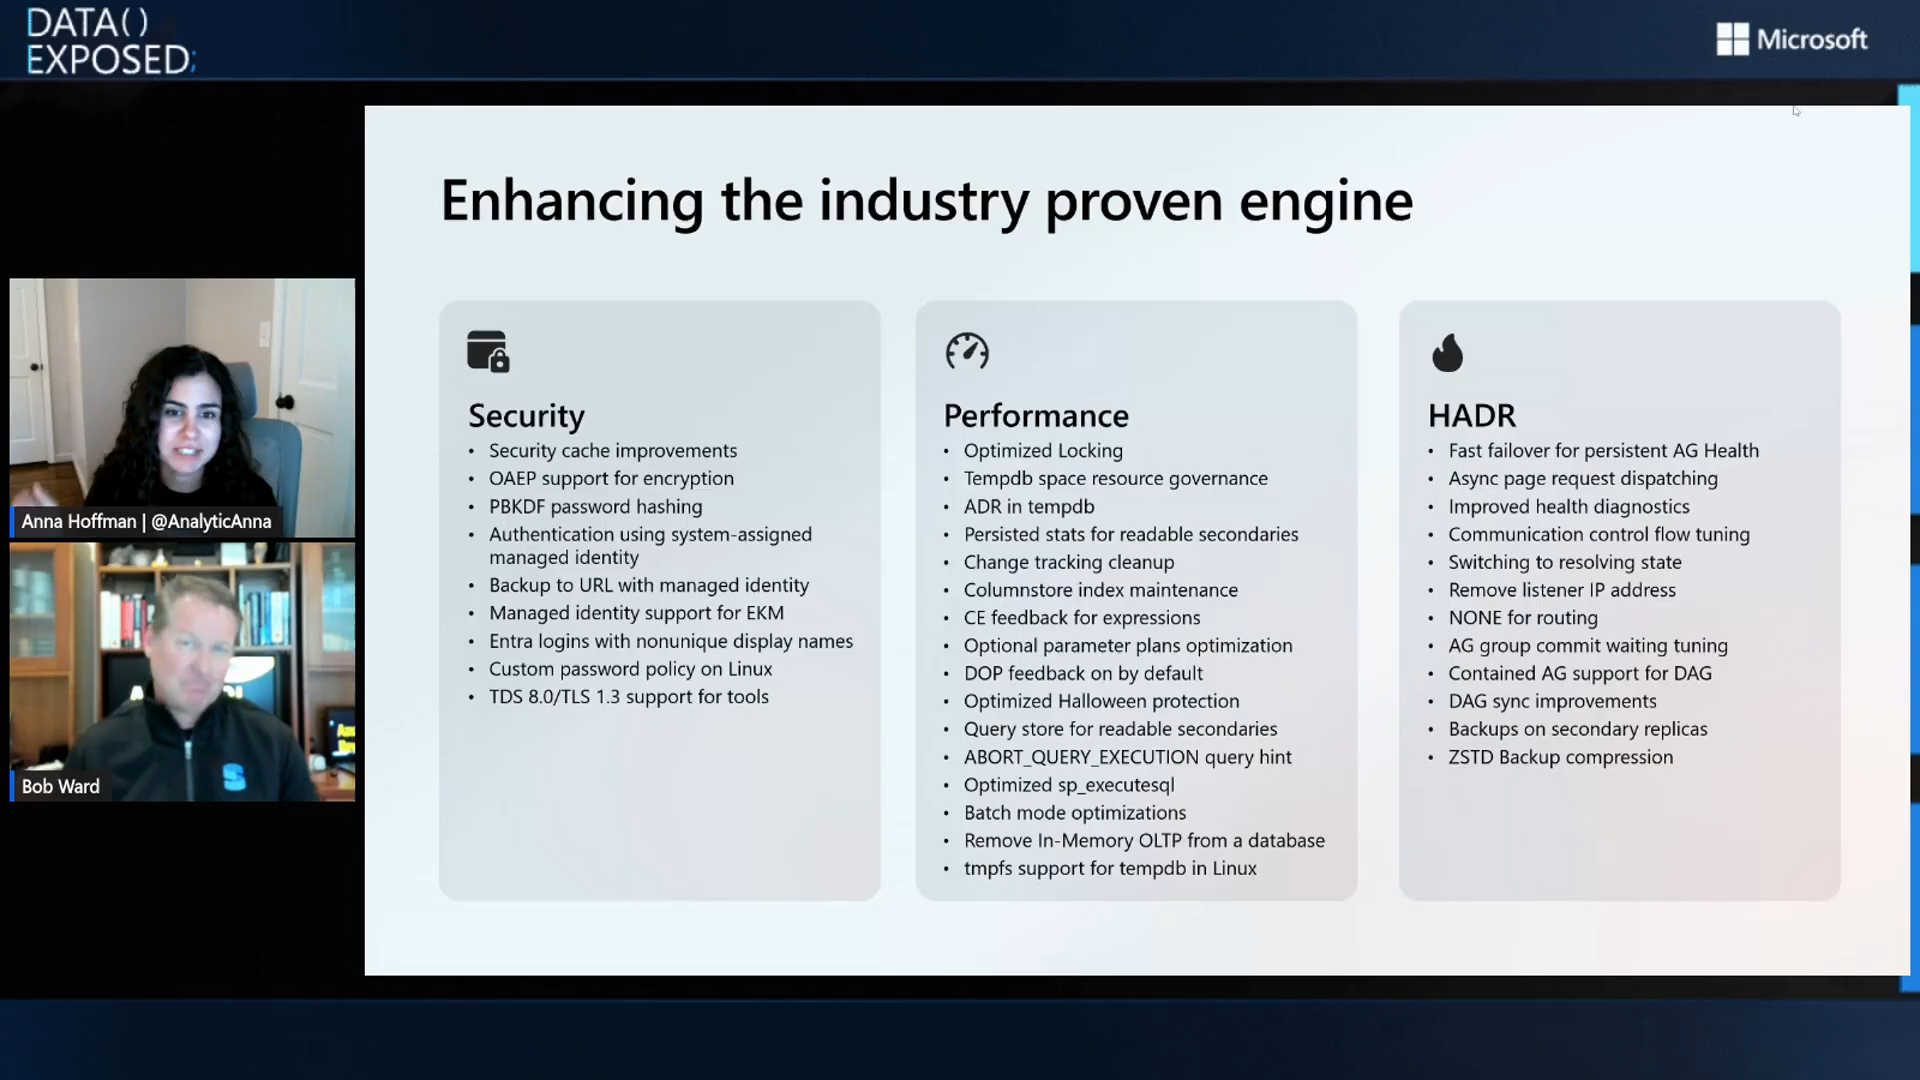 DATA()
EXPOSED;
Microsoft
Enhancing the industry proven engine
Security
• Security cache improvements
• OAEP support for encryption
• PBKDF password hashing
• Authentication using system-assigned
managed identity
• Backup to URL with managed identity
• Managed identity support for EKM
• Entra logins with nonunique display names
• Custom password policy on Linux
• TDS 8.0/TLS 1.3 support for tools
Performance
• Optimized Locking
• Tempdb space resource governance
• ADR in tempdb
• Persisted stats for readable secondaries
• Change tracking cleanup
• Columnstore index maintenance
• CE feedback for expressions
• Optional parameter plans optimization
• DOP feedback on by default
• Optimized Halloween protection
• Query store for readable secondaries
• ABORT_QUERY_EXECUTION query hint
• Optimized sp_executesql
• Batch mode optimizations
• Remove In-Memory OLTP from a database
• tmpfs support for tempdb in Linux
HADR
• Fast failover for persistent AG Health
• Async page request dispatching
• Improved health diagnostics
• Communication control flow tuning
• Switching to resolving state
• Remove listener IP address
• NONE for routing
• AG group commit waiting tuning
• Contained AG support for DAG
• DAG sync improvements
• Backups on secondary replicas
• ZSTD Backup compression
Anna Hoffman | @AnalyticAnna
Bob Ward